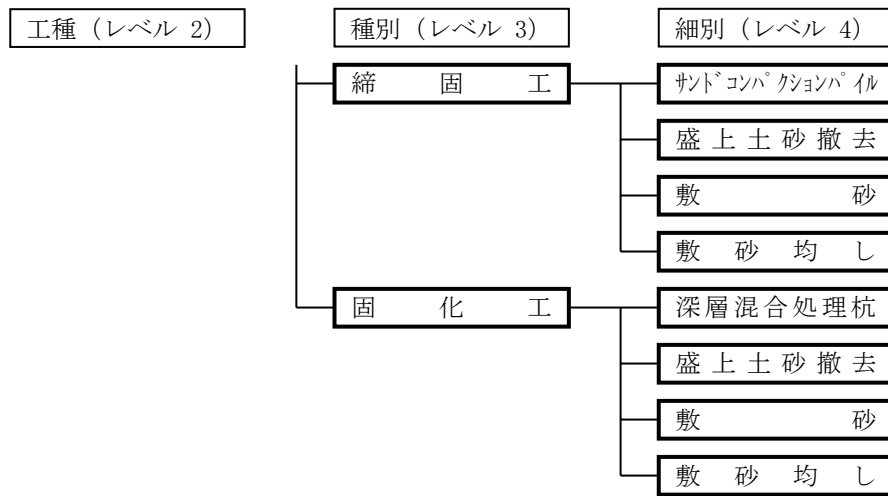 工種（レベル 2） 種別（レベル 3） 細別（レベル 4）
締固工 ｻﾝﾄﾞｺﾝﾊﾟｸｼｮﾝﾊﾟｲﾙ
盛上土砂撤去
敷砂
敷砂均し
固化工 深層混合処理杭
盛上土砂撤去
敷砂
敷砂均し